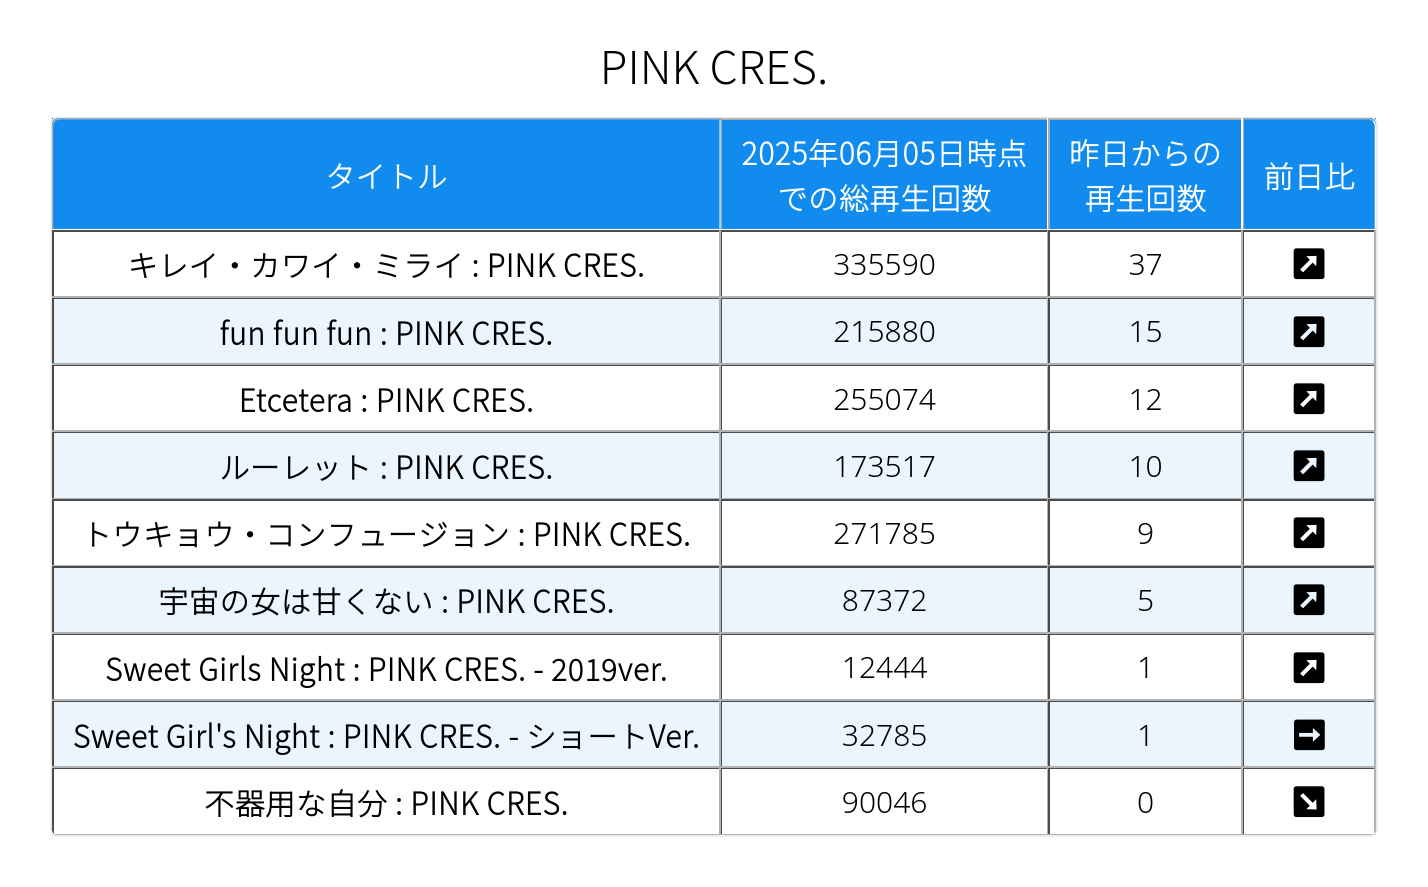 PINK CRES.
タイトル 2025年06月05日時点での総再生回数 昨日からの再生回数 前日比
キレイ・カワイ・ミライ : PINK CRES. 335590 37 ↗
fun fun fun : PINK CRES. 215880 15 ↗
Etcetera : PINK CRES. 255074 12 ↗
ルーレット : PINK CRES. 173517 10 ↗
トウキョウ・コンフュージョン : PINK CRES. 271785 9 ↗
宇宙の女は甘くない : PINK CRES. 87372 5 ↗
Sweet Girls Night : PINK CRES. - 2019ver. 12444 1 ↗
Sweet Girl's Night : PINK CRES. - ショートVer. 32785 1 →
不器用な自分 : PINK CRES. 90046 0 ↘